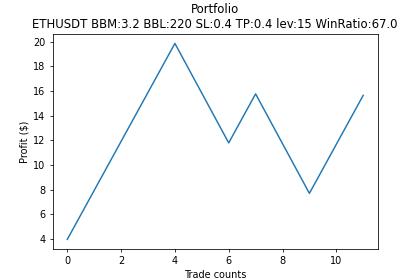 Portfolio
ETHUSDT BBM:3.2 BBL:220 SL:0.4 TP:0.4 lev:15 WinRatio:67.0
20
18
16
14
12
10
8
6
4
Profit ($)
0 2 4 6 8 10
Trade counts